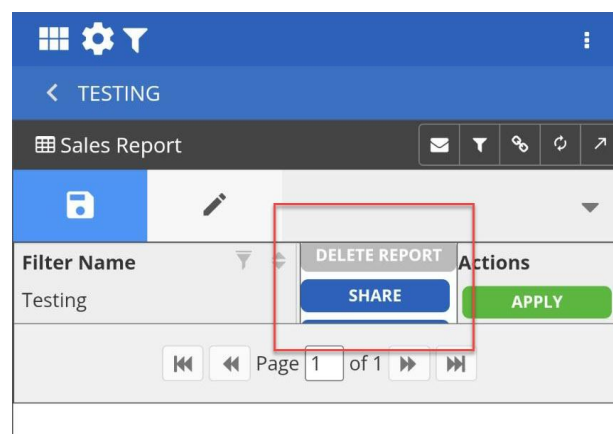 TESTING
Sales Report
DELETE REPORT
Filter Name
Actions
Testing
SHARE
APPLY
Page 1 of 1